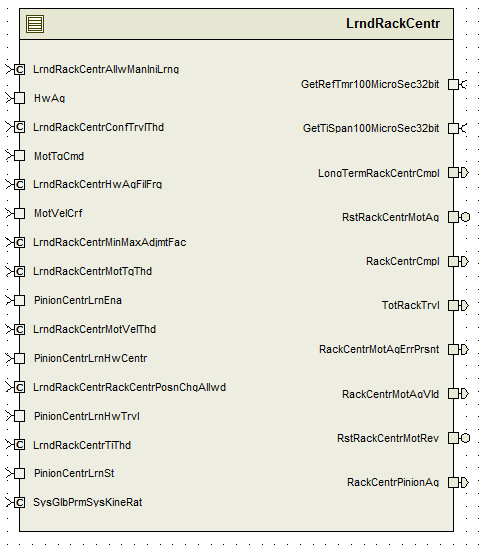 LrndRackCentr
C LrndRackCentrAllwManIniLrng
HwAg
C LrndRackCentrConfTrvlThd
MotTqCmd
C LrndRackCentrHwAgFilFrq
MotVelCrf
C LrndRackCentrMinMaxAdjmtFac
C LrndRackCentrMotTqThd
PinionCentrLrnEna
C LrndRackCentrMotVelThd
PinionCentrLrnHwCentr
C LrndRackCentrRackCentrPosnChgAllwd
PinionCentrLrnHwTrvl
C LrndRackCentrTiThd
PinionCentrLrnSt
C SysGlbPrmSysKineRat
GetRefTmr100MicroSec32bit
GetTiSpan100MicroSec32bit
LongTermRackCentrCmpl
RstRackCentrMotAg
RackCentrCmpl
TotRackTrvl
RackCentrMotAgErrPrsnt
RackCentrMotAgVld
RstRackCentrMotRev
RackCentrPinionAg